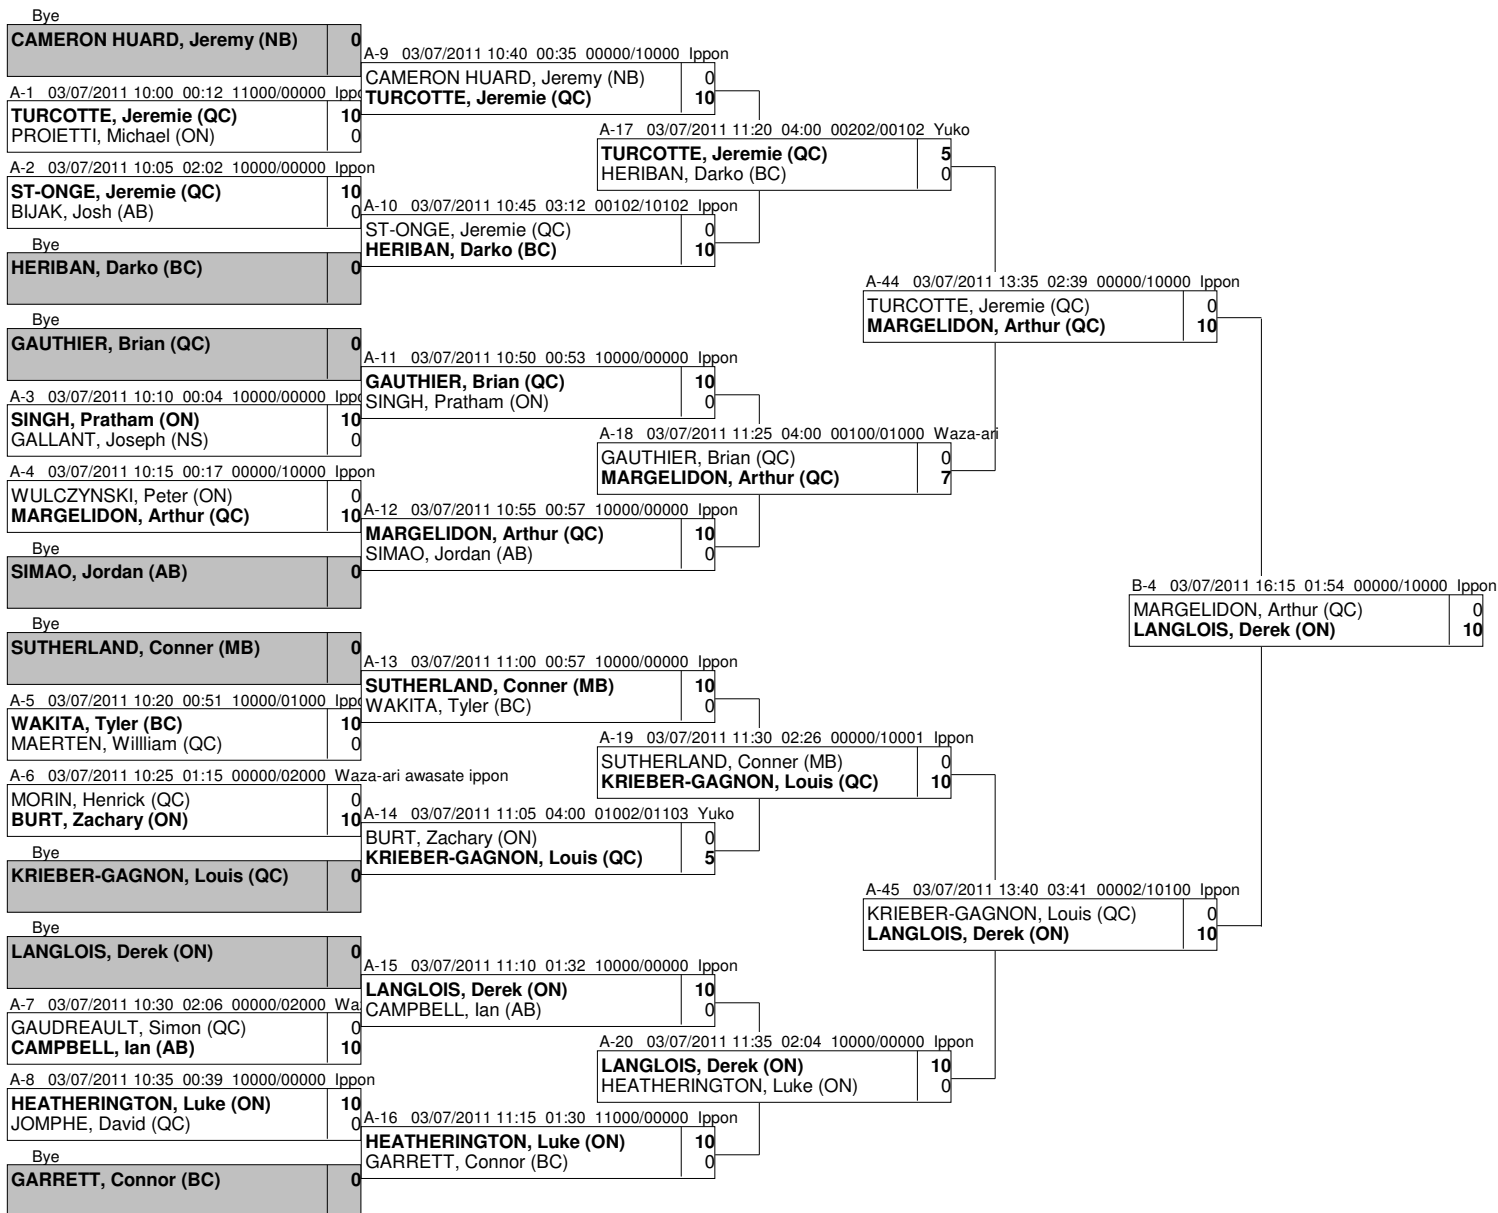 Bye
CAMERON HUARD, Jeremy (NB) 0
A-1 03/07/2011 10:00 00:12 11000/00000 Ippo
TURCOTTE, Jeremie (QC) 10
PROIETTI, Michael (ON) 0
A-2 03/07/2011 10:05 02:02 10000/00000 Ippon
ST-ONGE, Jeremie (QC) 10
BIJAK, Josh (AB) 0
Bye
HERIBAN, Darko (BC) 0
Bye
GAUTHIER, Brian (QC) 0
A-3 03/07/2011 10:10 00:04 10000/00000 Ippo
SINGH, Pratham (ON) 10
GALLANT, Joseph (NS) 0
A-4 03/07/2011 10:15 00:17 00000/10000 Ippon
WULCZYNSKI, Peter (ON) 0
MARGELIDON, Arthur (QC) 10
Bye
SIMAO, Jordan (AB) 0
Bye
SUTHERLAND, Conner (MB) 0
A-5 03/07/2011 10:20 00:51 10000/01000 Ippo
WAKITA, Tyler (BC) 10
MAERTEN, Willliam (QC) 0
A-6 03/07/2011 10:25 01:15 00000/02000 Waza-ari awasate ippon
MORIN, Henrick (QC) 0
BURT, Zachary (ON) 10
Bye
KRIEBER-GAGNON, Louis (QC) 0
Bye
LANGLOIS, Derek (ON) 0
A-7 03/07/2011 10:30 02:06 00000/02000 Wa
GAUDREAULT, Simon (QC) 0
CAMPBELL, Ian (AB) 10
A-8 03/07/2011 10:35 00:39 10000/00000 Ippon
HEATHERINGTON, Luke (ON) 10
JOMPHE, David (QC) 0
Bye
GARRETT, Connor (BC) 0
A-9 03/07/2011 10:40 00:35 00000/10000 Ippon
CAMERON HUARD, Jeremy (NB) 0
TURCOTTE, Jeremie (QC) 10
A-10 03/07/2011 10:45 03:12 00102/10102 Ippon
ST-ONGE, Jeremie (QC) 0
HERIBAN, Darko (BC) 10
A-11 03/07/2011 10:50 00:53 10000/00000 Ippon
GAUTHIER, Brian (QC) 10
SINGH, Pratham (ON) 0
A-12 03/07/2011 10:55 00:57 10000/00000 Ippon
MARGELIDON, Arthur (QC) 10
SIMAO, Jordan (AB) 0
A-13 03/07/2011 11:00 00:57 10000/00000 Ippon
SUTHERLAND, Conner (MB) 10
WAKITA, Tyler (BC) 0
A-14 03/07/2011 11:05 04:00 01002/01103 Yuko
BURT, Zachary (ON) 0
KRIEBER-GAGNON, Louis (QC) 5
A-15 03/07/2011 11:10 01:32 10000/00000 Ippon
LANGLOIS, Derek (ON) 10
CAMPBELL, Ian (AB) 0
A-16 03/07/2011 11:15 01:30 11000/00000 Ippon
HEATHERINGTON, Luke (ON) 10
GARRETT, Connor (BC) 0
A-17 03/07/2011 11:20 04:00 00202/00102 Yuko
TURCOTTE, Jeremie (QC) 5
HERIBAN, Darko (BC) 0
A-18 03/07/2011 11:25 04:00 00100/01000 Waza-ari
GAUTHIER, Brian (QC) 0
MARGELIDON, Arthur (QC) 7
A-19 03/07/2011 11:30 02:26 00000/10001 Ippon
SUTHERLAND, Conner (MB) 0
KRIEBER-GAGNON, Louis (QC) 10
A-20 03/07/2011 11:35 02:04 10000/00000 Ippon
LANGLOIS, Derek (ON) 10
HEATHERINGTON, Luke (ON) 0
A-44 03/07/2011 13:35 02:39 00000/10000 Ippon
TURCOTTE, Jeremie (QC) 0
MARGELIDON, Arthur (QC) 10
A-45 03/07/2011 13:40 03:41 00002/10100 Ippon
KRIEBER-GAGNON, Louis (QC) 0
LANGLOIS, Derek (ON) 10
B-4 03/07/2011 16:15 01:54 00000/10000 Ippon
MARGELIDON, Arthur (QC) 0
LANGLOIS, Derek (ON) 10